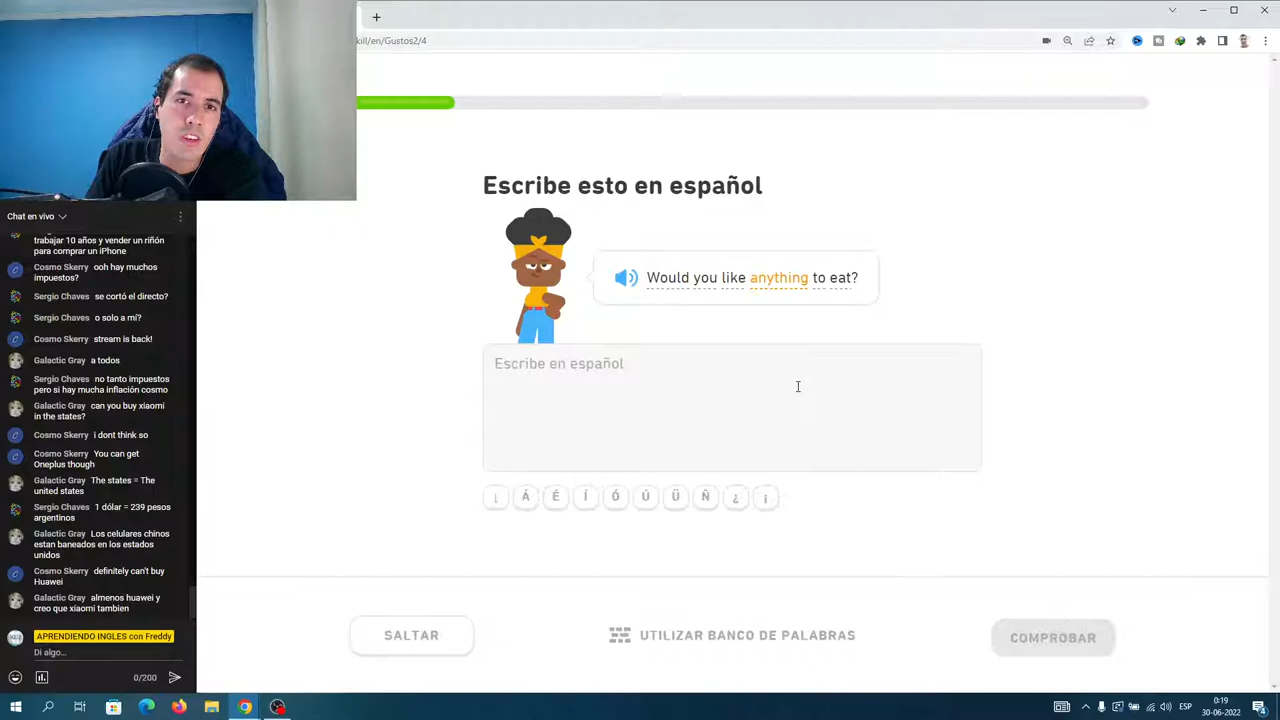 kill/en/Gustos2/4
Escribe esto en español
Would you like anything to eat?
Escribe en español
¡ Á É Í Ó Ú Ü Ñ ¿ ¡
SALTAR
UTILIZAR BANCO DE PALABRAS
COMPROBAR
Chat en vivo
trabajar 10 años y vender un riñón
para comprar un iPhone
Cosmo Skerry ooh hay muchos
impuestos?
Sergio Chaves se cortó el directo?
Sergio Chaves o solo a mí?
Cosmo Skerry stream is back!
Galactic Gray a todos
Sergio Chaves no tanto impuestos
pero si hay mucha inflación cosmo
Galactic Gray can you buy xiaomi
in the states?
Cosmo Skerry i dont think so
Cosmo Skerry You can get
Oneplus though
Galactic Gray The states = The
united states
Sergio Chaves 1 dólar = 239 pesos
argentinos
Galactic Gray Los celulares chinos
estan baneados en los estados
unidos
Cosmo Skerry definitely can't buy
Huawei
Galactic Gray almenos huawei y
creo que xiaomi tambien
APRENDIENDO INGLES con Freddy
Di algo...
0/200
ESP
0:19
30-06-2022